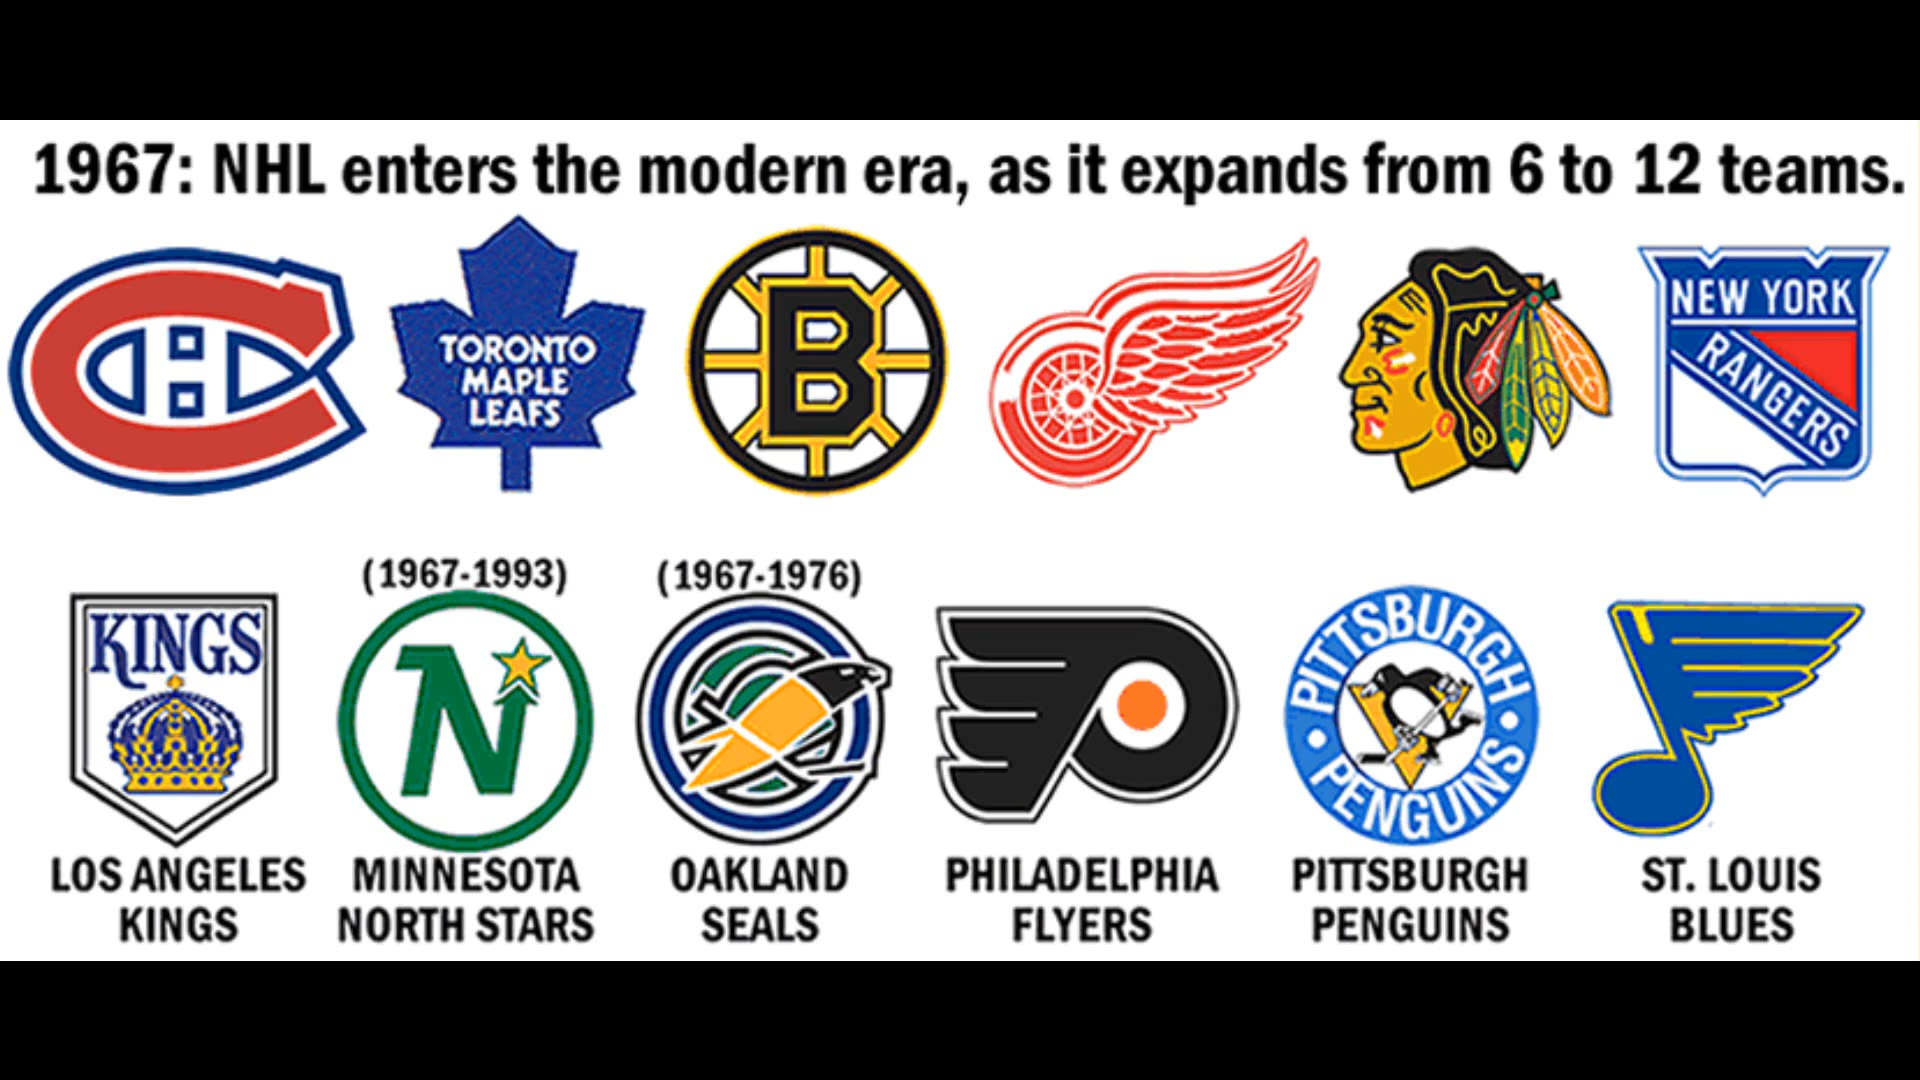 1967: NHL enters the modern era, as it expands from 6 to 12 teams.
TORONTO
MAPLE
LEAFS
B
NEW YORK
RANGERS
(1967-1993)
(1967-1976)
KINGS
N
PITTSBURGH
PENGUINS
LOS ANGELES
KINGS
MINNESOTA
NORTH STARS
OAKLAND
SEALS
PHILADELPHIA
FLYERS
PITTSBURGH
PENGUINS
ST. LOUIS
BLUES